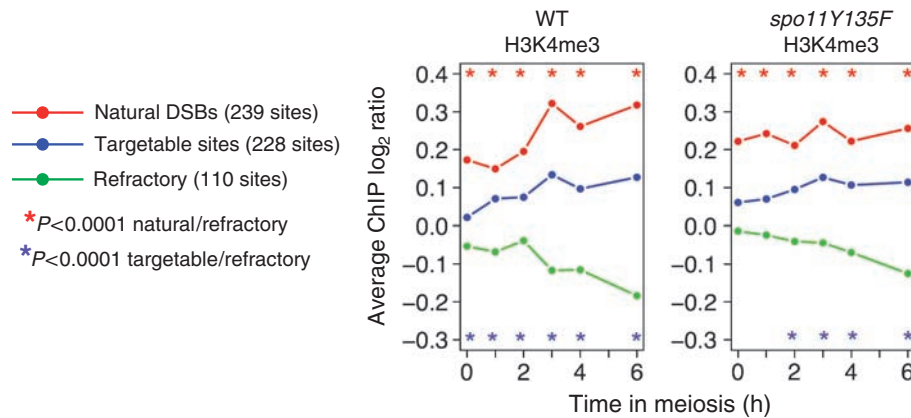 WT
H3K4me3
spo11Y135F
H3K4me3
Natural DSBs (239 sites)
Targetable sites (228 sites)
Refractory (110 sites)
*P<0.0001 natural/refractory
*P<0.0001 targetable/refractory
Average ChIP log2 ratio
0.4
0.3
0.2
0.1
0.0
−0.1
−0.2
−0.3
0.4
0.3
0.2
0.1
0.0
−0.1
−0.2
−0.3
* * * * * *
* * * * * *
* * * * * *
* * * *
0 2 4 6
0 2 4 6
Time in meiosis (h)